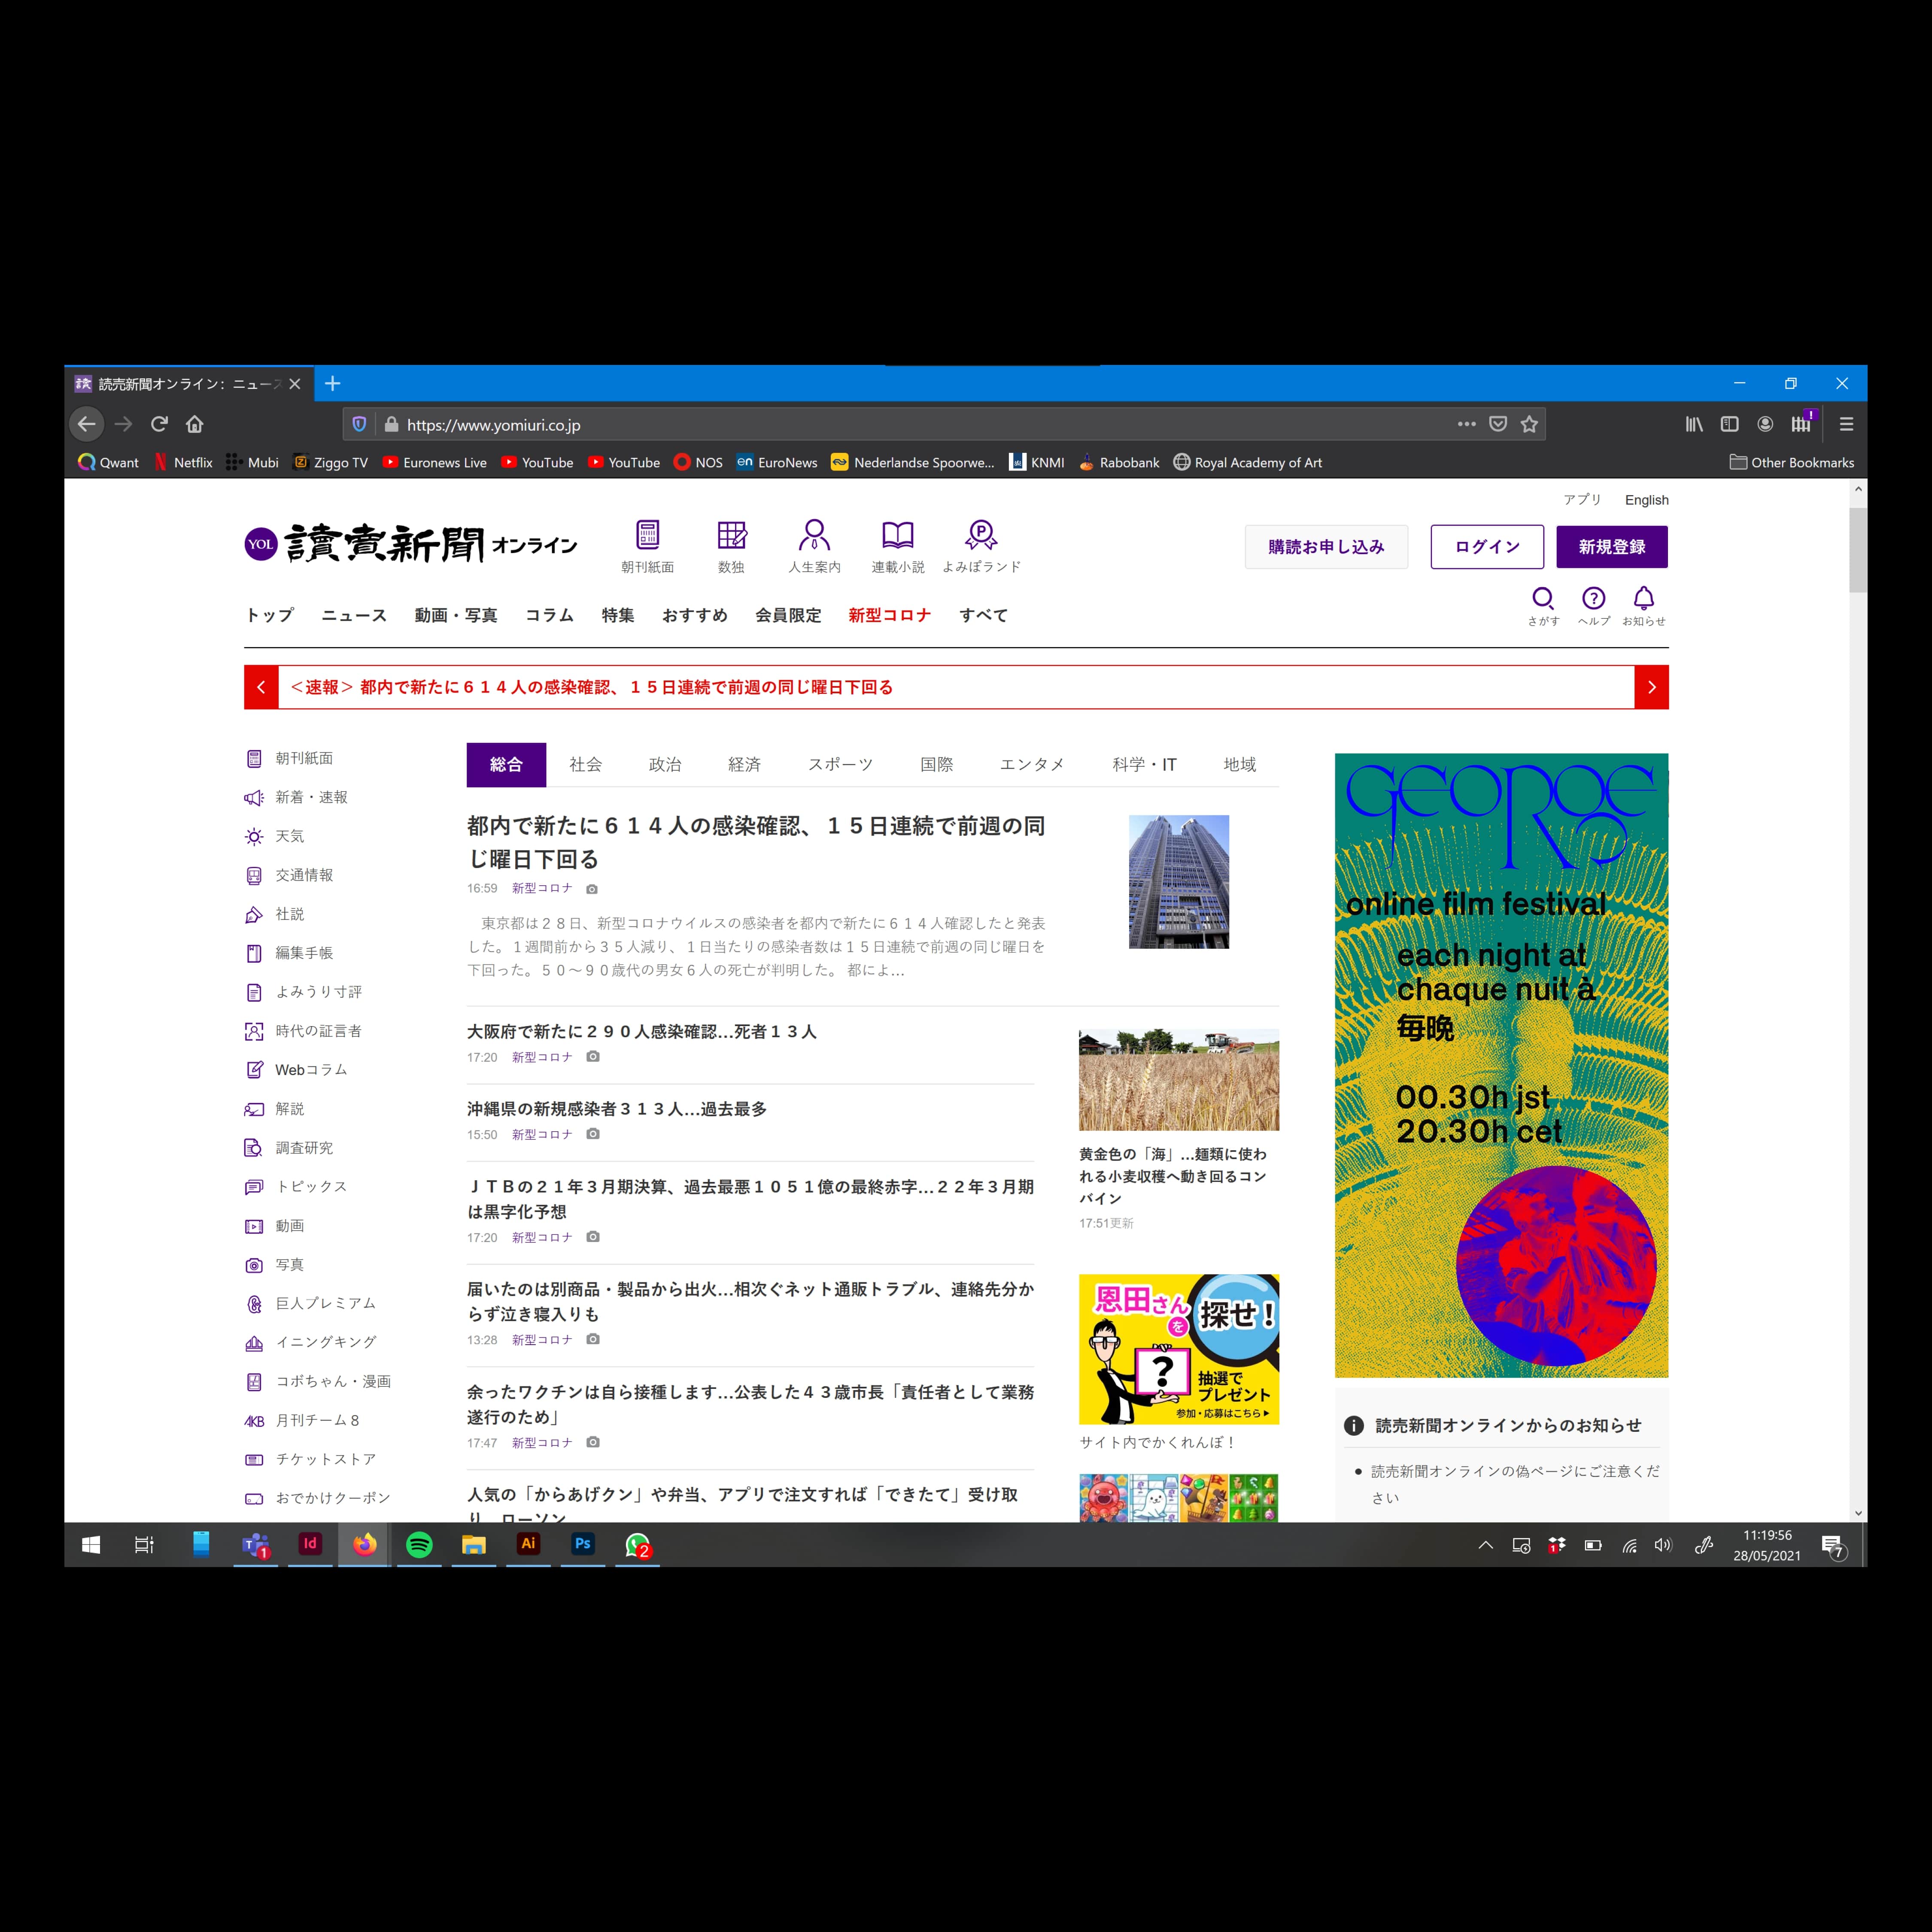 読売新聞オンライン：ニュース
https://www.yomiuri.co.jp
Qwant Netflix Mubi Ziggo TV Euronews Live YouTube YouTube NOS EuroNews Nederlandse Spoorwe... KNMI Rabobank Royal Academy of Art Other Bookmarks
アプリ English
YOL 讀賣新聞 オンライン
朝刊紙面 数独 人生案内 連載小説 よみぽランド
購読お申し込み ログイン 新規登録
トップ ニュース 動画・写真 コラム 特集 おすすめ 会員限定 新型コロナ すべて
さがす ヘルプ お知らせ
＜速報＞ 都内で新たに６１４人の感染確認、１５日連続で前週の同じ曜日下回る
朝刊紙面
新着・速報
天気
交通情報
社説
編集手帳
よみうり寸評
時代の証言者
Webコラム
解説
調査研究
トピックス
動画
写真
巨人プレミアム
イニングキング
コボちゃん・漫画
AKB 月刊チーム８
チケットストア
おでかけクーポン
総合 社会 政治 経済 スポーツ 国際 エンタメ 科学・IT 地域
都内で新たに６１４人の感染確認、１５日連続で前週の同
じ曜日下回る
16:59 新型コロナ
東京都は２８日、新型コロナウイルスの感染者を都内で新たに６１４人確認したと発表
した。１週間前から３５人減り、１日当たりの感染者数は１５日連続で前週の同じ曜日を
下回った。５０～９０歳代の男女６人の死亡が判明した。 都によ…
大阪府で新たに２９０人感染確認…死者１３人
17:20 新型コロナ
沖縄県の新規感染者３１３人…過去最多
15:50 新型コロナ
ＪＴＢの２１年３月期決算、過去最悪１０５１億の最終赤字…２２年３月期
は黒字化予想
17:20 新型コロナ
届いたのは別商品・製品から出火…相次ぐネット通販トラブル、連絡先分か
らず泣き寝入りも
13:28 新型コロナ
余ったワクチンは自ら接種します…公表した４３歳市長「責任者として業務
遂行のため」
17:47 新型コロナ
人気の「からあげクン」や弁当、アプリで注文すれば「できたて」受け取
り ローソン
黄金色の「海」…麺類に使わ
れる小麦収穫へ動き回るコン
バイン
17:51更新
恩田さん
を
探せ！
?
抽選で
プレゼント
参加・応募はこちら▶
サイト内でかくれんぼ！
GEORGE
online film festival
each night at
chaque nuit à
毎晩
00.30h jst
20.30h cet
読売新聞オンラインからのお知らせ
読売新聞オンラインの偽ページにご注意くだ
さい
11:19:56
28/05/2021